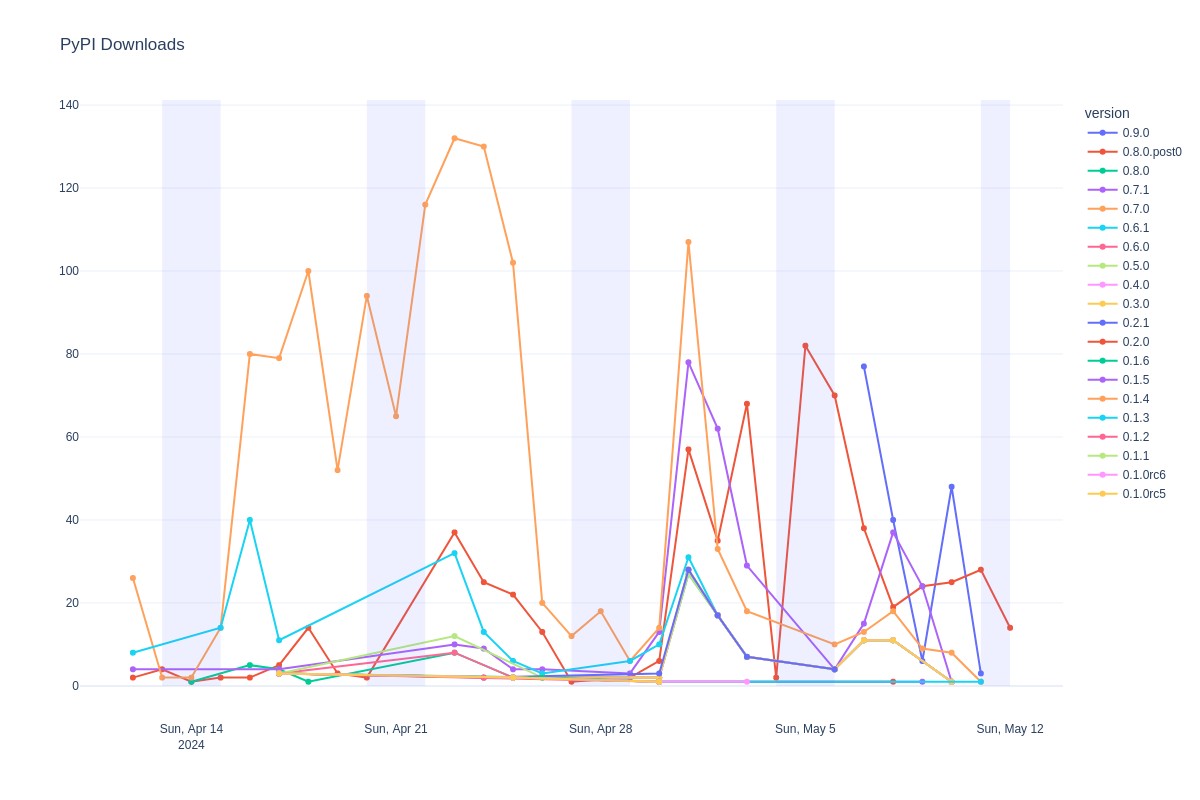 PyPI Downloads
140
120
100
80
60
40
20
0
Sun, Apr 14
2024
Sun, Apr 21
Sun, Apr 28
Sun, May 5
Sun, May 12
version
0.9.0
0.8.0.post0
0.8.0
0.7.1
0.7.0
0.6.1
0.6.0
0.5.0
0.4.0
0.3.0
0.2.1
0.2.0
0.1.6
0.1.5
0.1.4
0.1.3
0.1.2
0.1.1
0.1.0rc6
0.1.0rc5